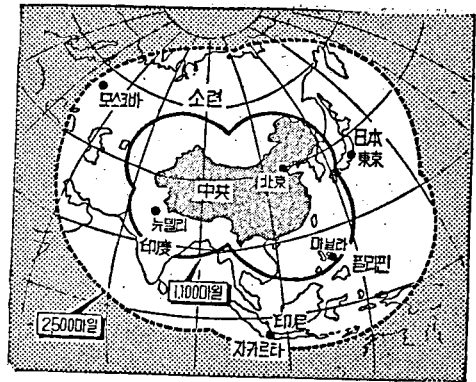 모스크바
소련
日本
東京
北京
中共
뉴델리
印度
마닐라
필리핀
1,100마일
2500마일
印尼
자카르타